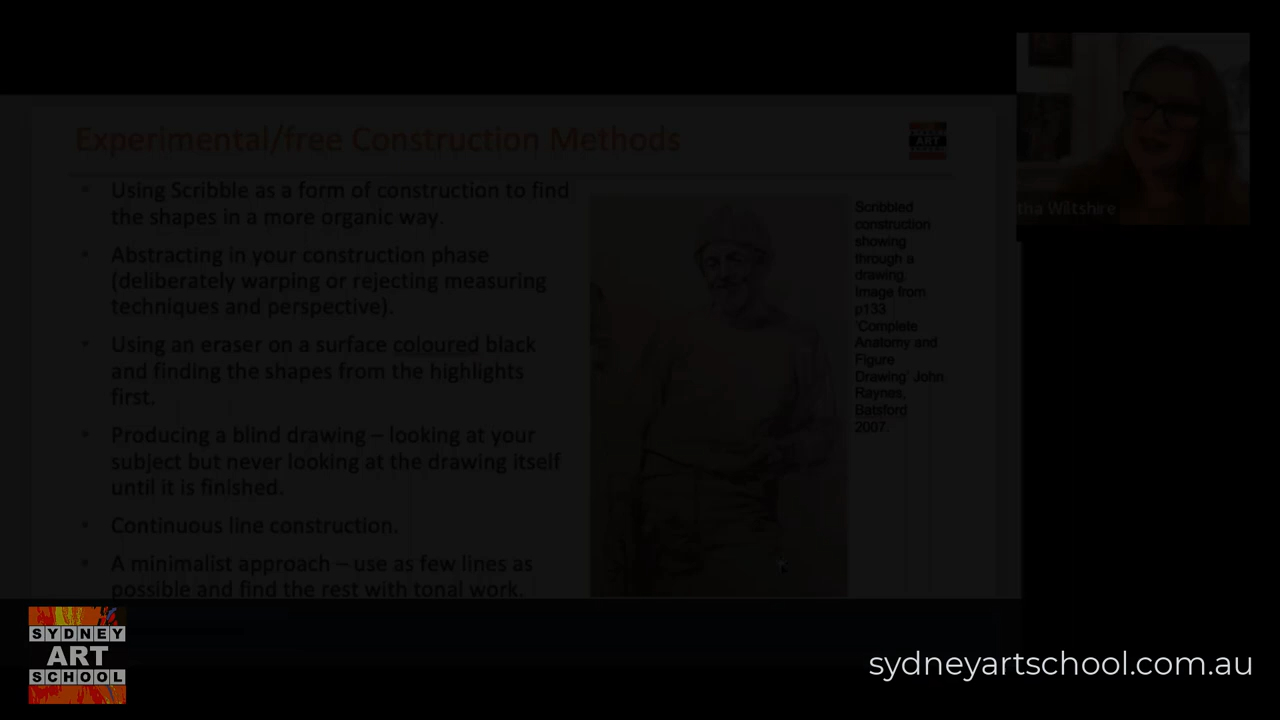 Experimental/free Construction Methods
SYDNEY
ART
SCHOOL
• Using Scribble as a form of construction to find
the shapes in a more organic way.
• Abstracting in your construction phase
(deliberately warping or rejecting measuring
techniques and perspective).
• Using an eraser on a surface coloured black
and finding the shapes from the highlights
first.
• Producing a blind drawing – looking at your
subject but never looking at the drawing itself
until it is finished.
• Continuous line construction.
• A minimalist approach – use as few lines as
possible and find the rest with tonal work.
Scribbled
construction
showing
through a
drawing.
Image from
p133
'Complete
Anatomy and
Figure
Drawing' John
Raynes,
Batsford
2007.
tha Wiltshire
SYDNEY
ART
SCHOOL
sydneyartschool.com.au